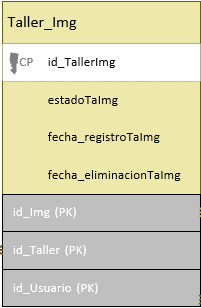 Taller_Img
CP id_TallerImg
estadoTaImg
fecha_registroTaImg
fecha_eliminacionTaImg
id_Img (PK)
id_Taller (PK)
id_Usuario (PK)